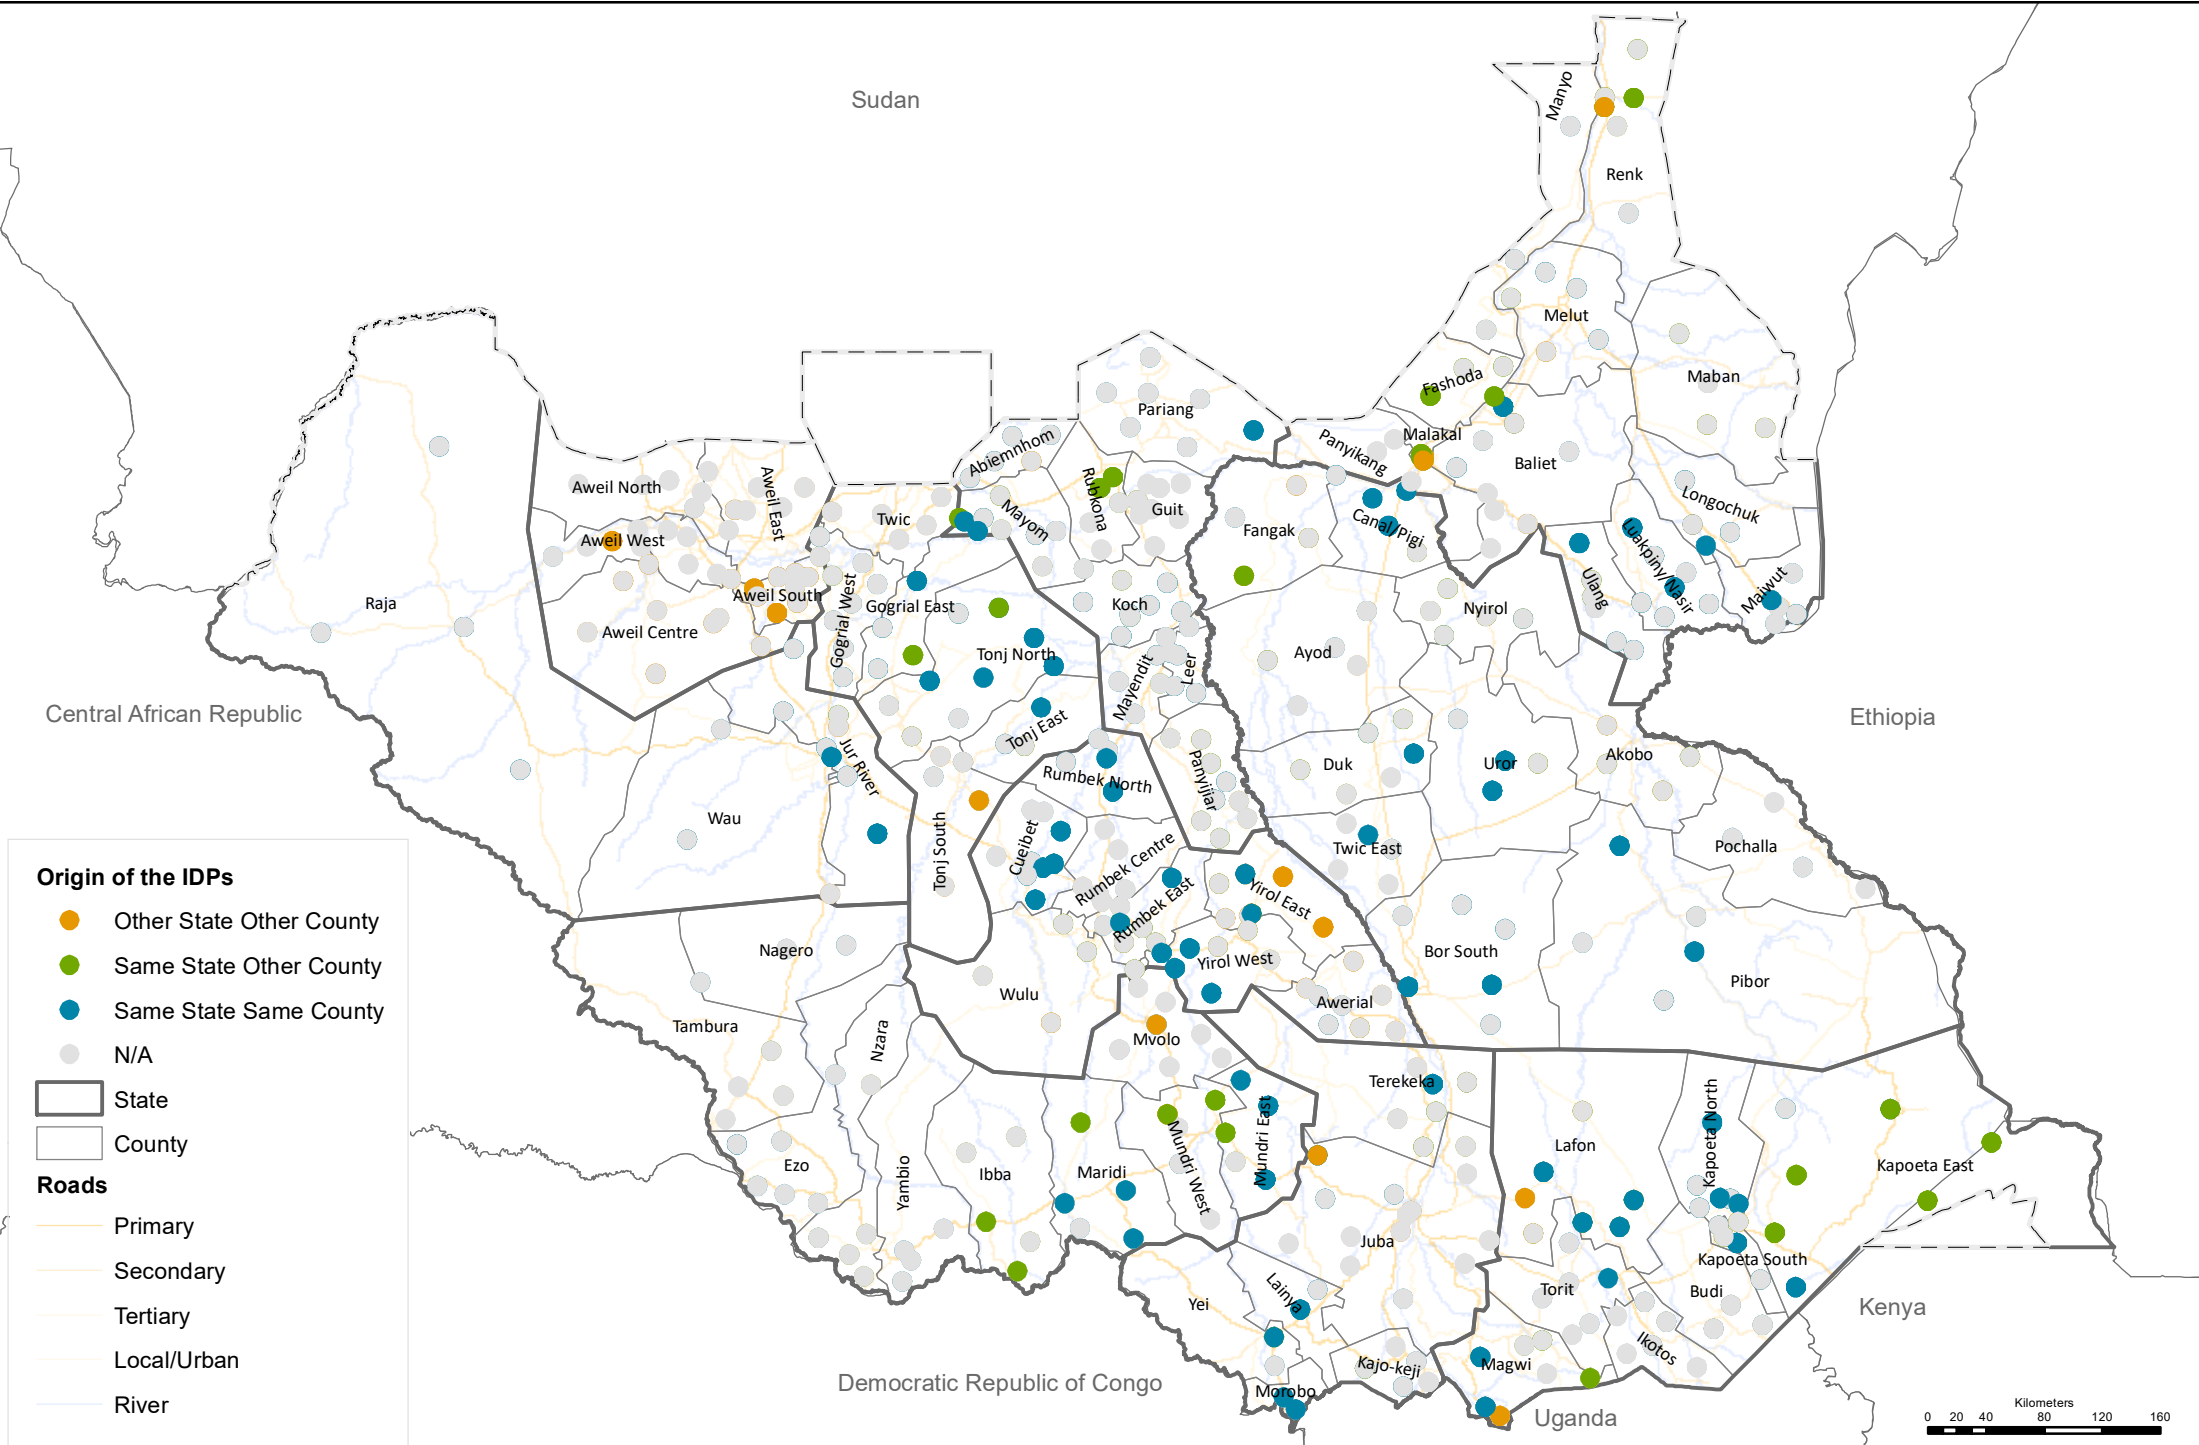 Sudan
Manyo
Renk
Melut
Maban
Fashoda
Pariang
Malakal
Panyikang
Baliet
Abiemnhom
Longochuk
Aweil North
Aweil East
Rubkona
Guit
Twic
Mayom
Fangak
Canal/Pigi
Luakpiny/Nasir
Aweil West
Ulang
Maiwut
Raja
Aweil South
Gogrial West
Gogrial East
Koch
Nyirol
Aweil Centre
Tonj North
Mayendit
Leer
Ayod
Central African Republic
Ethiopia
Tonj East
Jur River
Rumbek North
Panyijiar
Duk
Uror
Akobo
Wau
Tonj South
Cueibet
Rumbek Centre
Twic East
Pochalla
Rumbek East
Yirol East
Nagero
Yirol West
Bor South
Pibor
Wulu
Awerial
Tambura
Nzara
Mvolo
Terekeka
Mundri East
Kapoeta North
Lafon
Kapoeta East
Ezo
Yambio
Ibba
Maridi
Mundri West
Juba
Kapoeta South
Yei
Lainya
Torit
Budi
Kenya
Ikotos
Magwi
Kajo-keji
Morobo
Democratic Republic of Congo
Uganda
Origin of the IDPs
Other State Other County
Same State Other County
Same State Same County
N/A
State
County
Roads
Primary
Secondary
Tertiary
Local/Urban
River
Kilometers
0 20 40 80 120 160